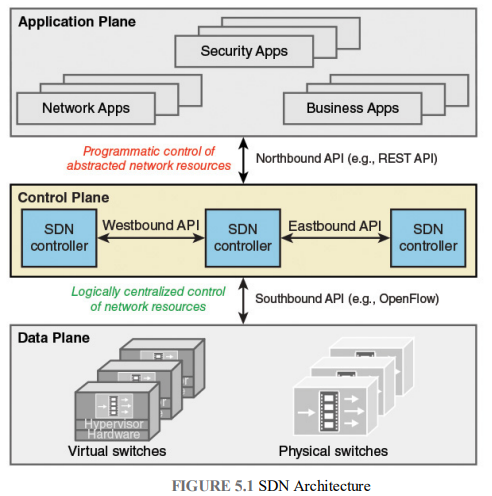 Application Plane
Security Apps
Network Apps
Business Apps
Programmatic control of
abstracted network resources
Northbound API (e.g., REST API)
Control Plane
SDN
controller
Westbound API
SDN
controller
Eastbound API
SDN
controller
Logically centralized control
of network resources
Southbound API (e.g., OpenFlow)
Data Plane
Hypervisor
Hardware
Virtual switches
Physical switches
FIGURE 5.1 SDN Architecture